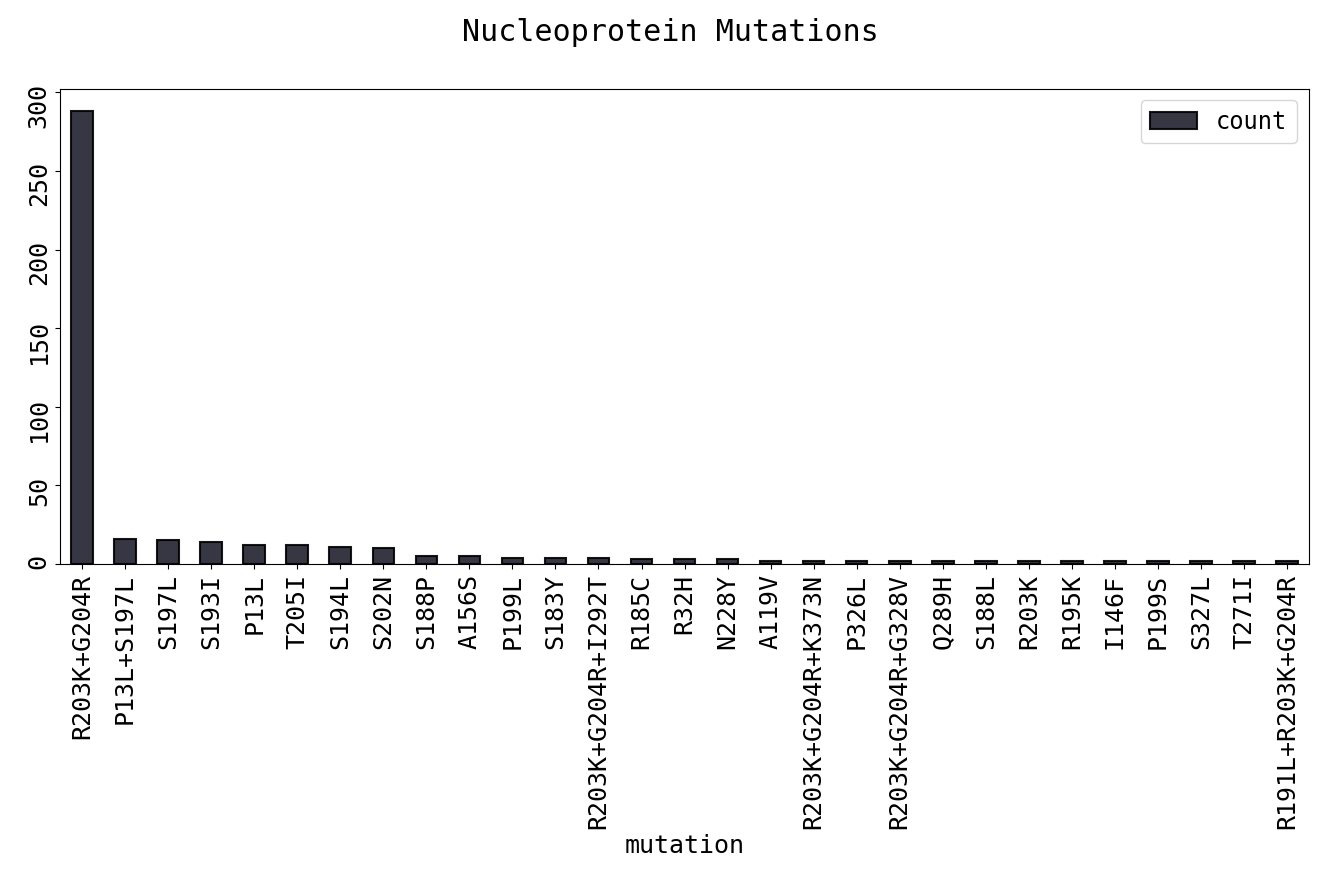 Nucleoprotein Mutations
300
250
200
150
100
50
0
count
R203K+G204R
P13L+S197L
S197L
S193I
P13L
T205I
S194L
S202N
S188P
A156S
P199L
S183Y
R203K+G204R+I292T
R185C
R32H
N228Y
A119V
R203K+G204R+K373N
P326L
R203K+G204R+G328V
Q289H
S188L
R203K
R195K
I146F
P199S
S327L
T271I
R191L+R203K+G204R
mutation